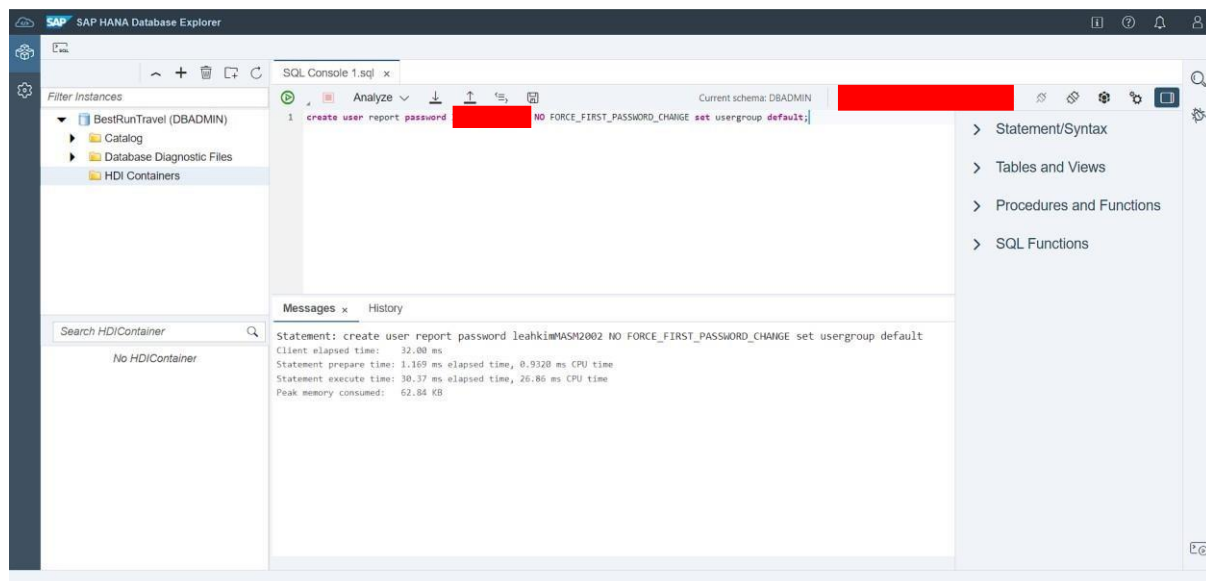 SAP SAP HANA Database Explorer
SQL Console 1.sql ×
Filter Instances
Analyze
Current schema: DBADMIN
BestRunTravel (DBADMIN)
Catalog
Database Diagnostic Files
HDI Containers
1 create user report password NO FORCE_FIRST_PASSWORD_CHANGE set usergroup default;
Statement/Syntax
Tables and Views
Procedures and Functions
SQL Functions
Messages × History
Search HDIContainer
No HDIContainer
Statement: create user report password leahkimMASM2002 NO FORCE_FIRST_PASSWORD_CHANGE set usergroup default
Client elapsed time: 32.00 ms
Statement prepare time: 1.169 ms elapsed time, 0.9320 ms CPU time
Statement execute time: 30.37 ms elapsed time, 26.86 ms CPU time
Peak memory consumed: 62.84 KB